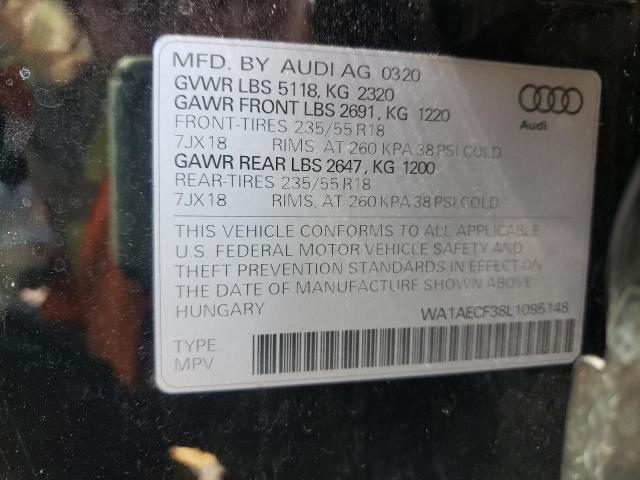 MFD. BY AUDI AG 0320
GVWR LBS 5118, KG 2320
GAWR FRONT LBS 2691, KG 1220
FRONT-TIRES 235/55 R18
7JX18 RIMS, AT 260 KPA 38 PSI COLD
GAWR REAR LBS 2647, KG 1200
REAR-TIRES 235/55 R18
7JX18 RIMS, AT 260 KPA 38 PSI COLD
Audi
THIS VEHICLE CONFORMS TO ALL APPLICABLE
U.S. FEDERAL MOTOR VEHICLE SAFETY AND
THEFT PREVENTION STANDARDS IN EFFECT ON
THE DATE OF MANUFACTURE SHOWN ABOVE.
HUNGARY WA1AECF38L1095148
TYPE:
MPV